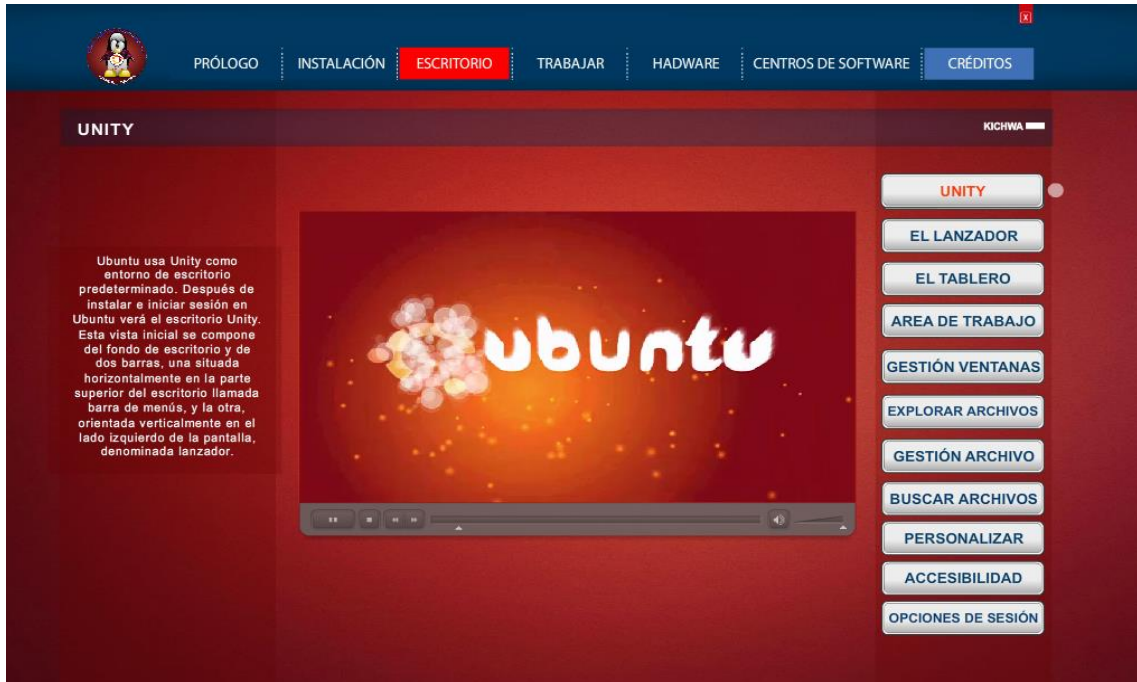 X
PRÓLOGO
INSTALACIÓN
ESCRITORIO
TRABAJAR
HADWARE
CENTROS DE SOFTWARE
CRÉDITOS
UNITY
KICHWA
Ubuntu usa Unity como
entorno de escritorio
predeterminado. Después de
instalar e iniciar sesión en
Ubuntu verá el escritorio Unity.
Esta vista inicial se compone
del fondo de escritorio y de
dos barras, una situada
horizontalmente en la parte
superior del escritorio llamada
barra de menús, y la otra,
orientada verticalmente en el
lado izquierdo de la pantalla,
denominada lanzador.
ubuntu
UNITY
EL LANZADOR
EL TABLERO
AREA DE TRABAJO
GESTIÓN VENTANAS
EXPLORAR ARCHIVOS
GESTIÓN ARCHIVO
BUSCAR ARCHIVOS
PERSONALIZAR
ACCESIBILIDAD
OPCIONES DE SESIÓN